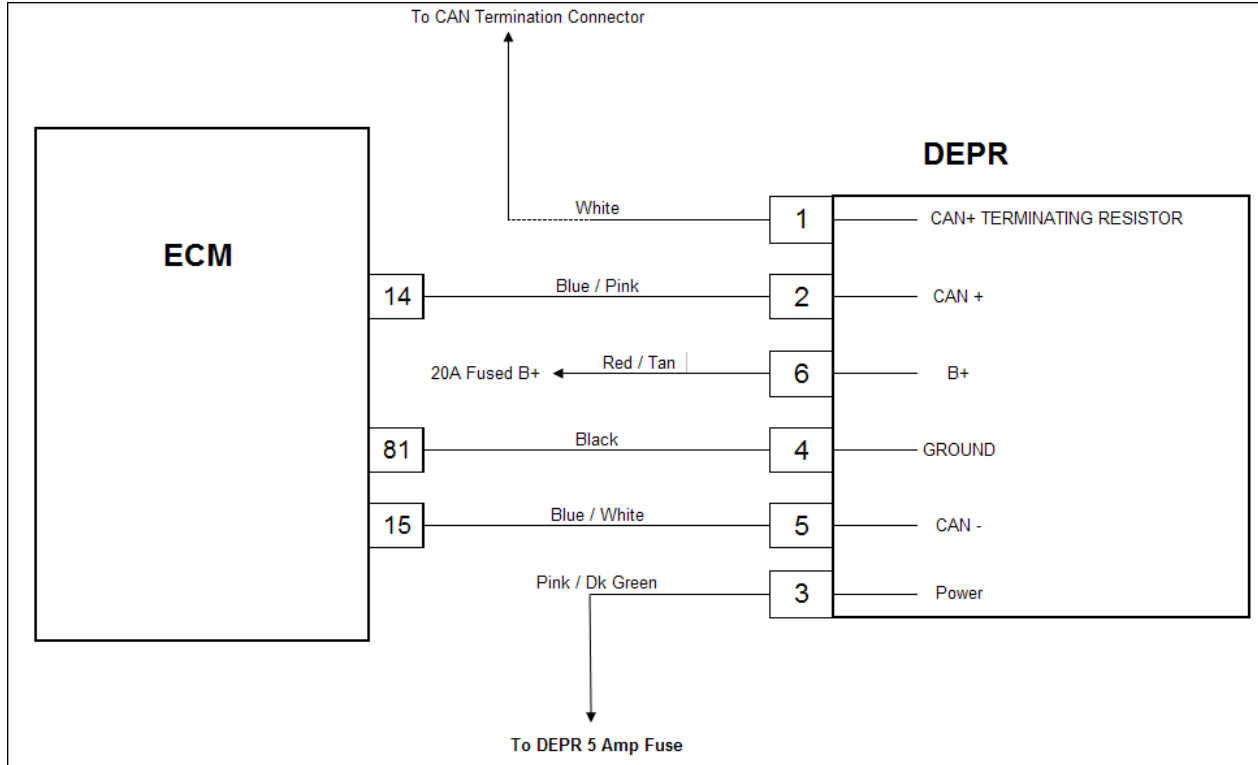 To CAN Termination Connector
DEPR
White
1
CAN+ TERMINATING RESISTOR
ECM
14
Blue / Pink
2
CAN +
20A Fused B+
Red / Tan
6
B+
81
Black
4
GROUND
15
Blue / White
5
CAN -
Pink / Dk Green
3
Power
To DEPR 5 Amp Fuse